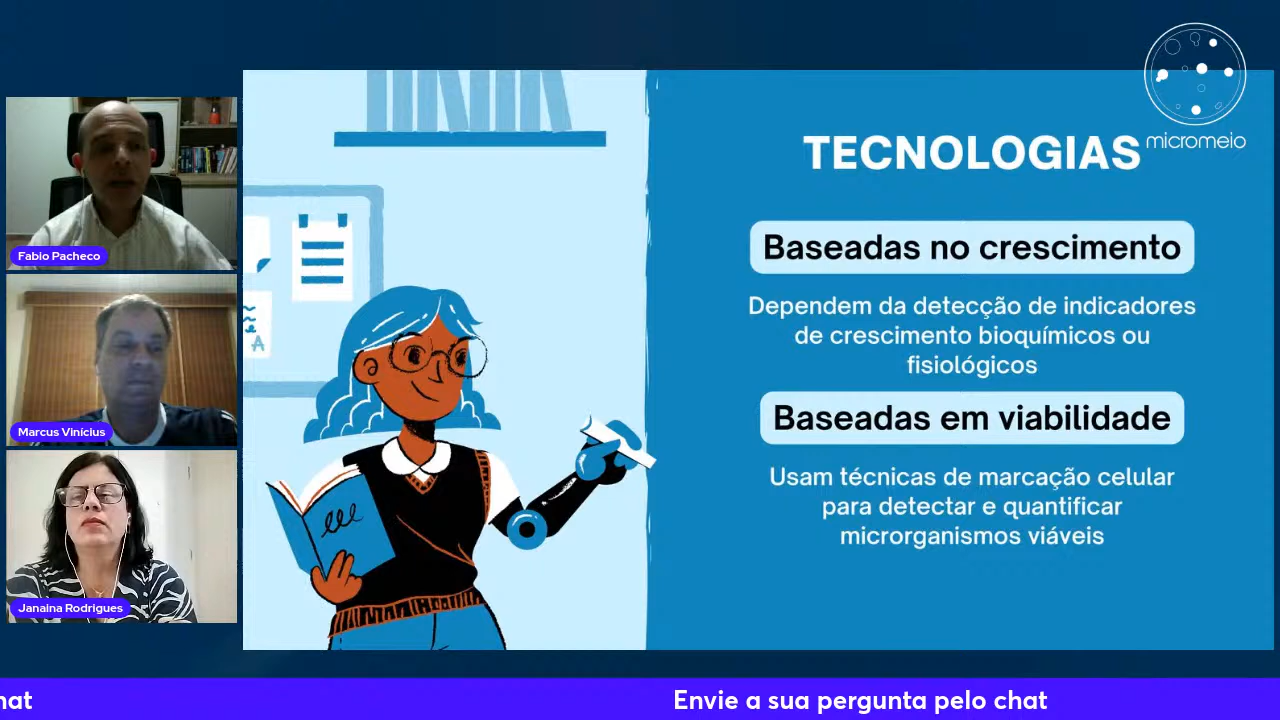 micromeio
TECNOLOGIAS
Baseadas no crescimento
Dependem da detecção de indicadores
de crescimento bioquímicos ou
fisiológicos
Baseadas em viabilidade
Usam técnicas de marcação celular
para detectar e quantificar
microrganismos viáveis
Fabio Pacheco
Marcus Vinícius
Janaina Rodrigues
hat
Envie a sua pergunta pelo chat
A